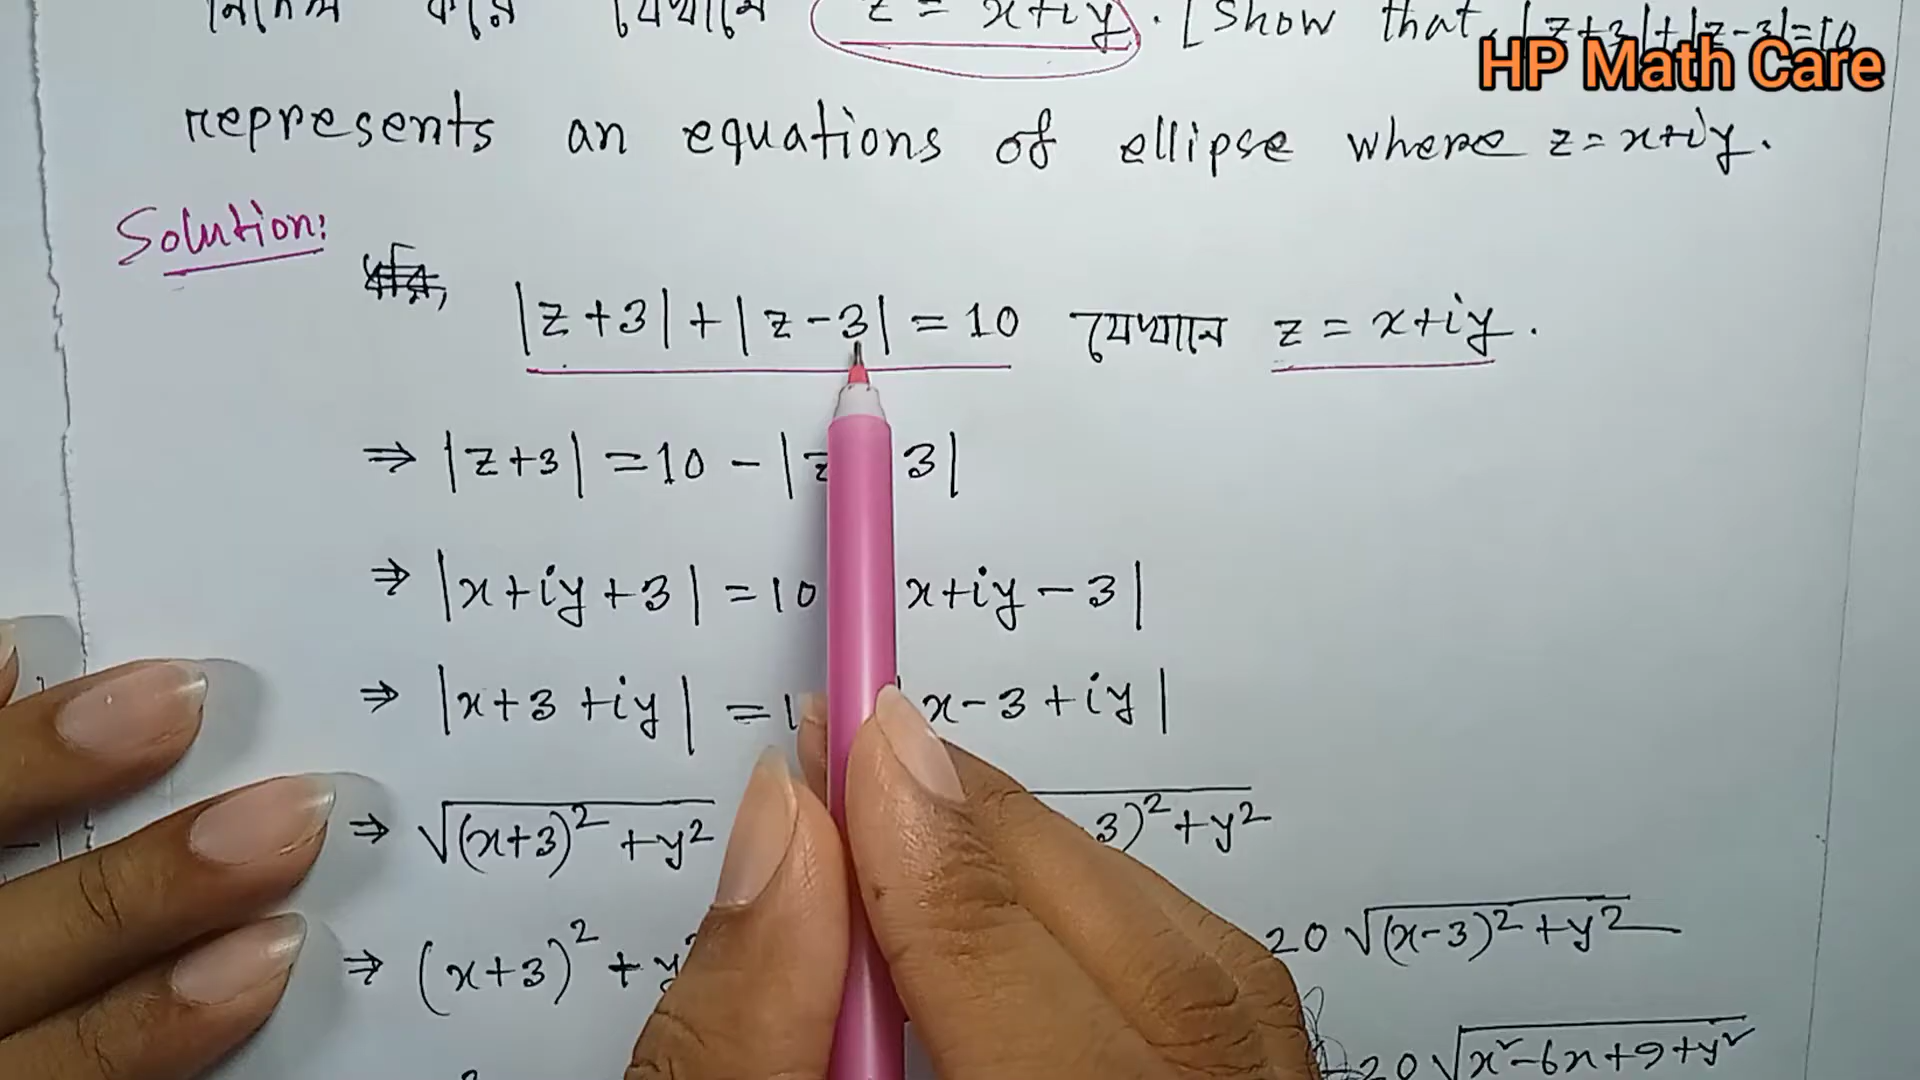 z = x+iy. [Show that, |z+3|+|z-3|=10
HP Math Care
represents an equations of ellipse where z=x+iy.
Solution:
|z+3|+|z-3|=10 যেখানে z=x+iy.
⇒ |z+3|=10-|z 3|
⇒ |x+iy+3|=10 x+iy-3|
⇒ |x+3+iy|=1 x-3+iy|
⇒ √(x+3)²+y² 3)²+y²
⇒ (x+3)²+y 20√(x-3)²+y²
-20√x²-6x+9+y²